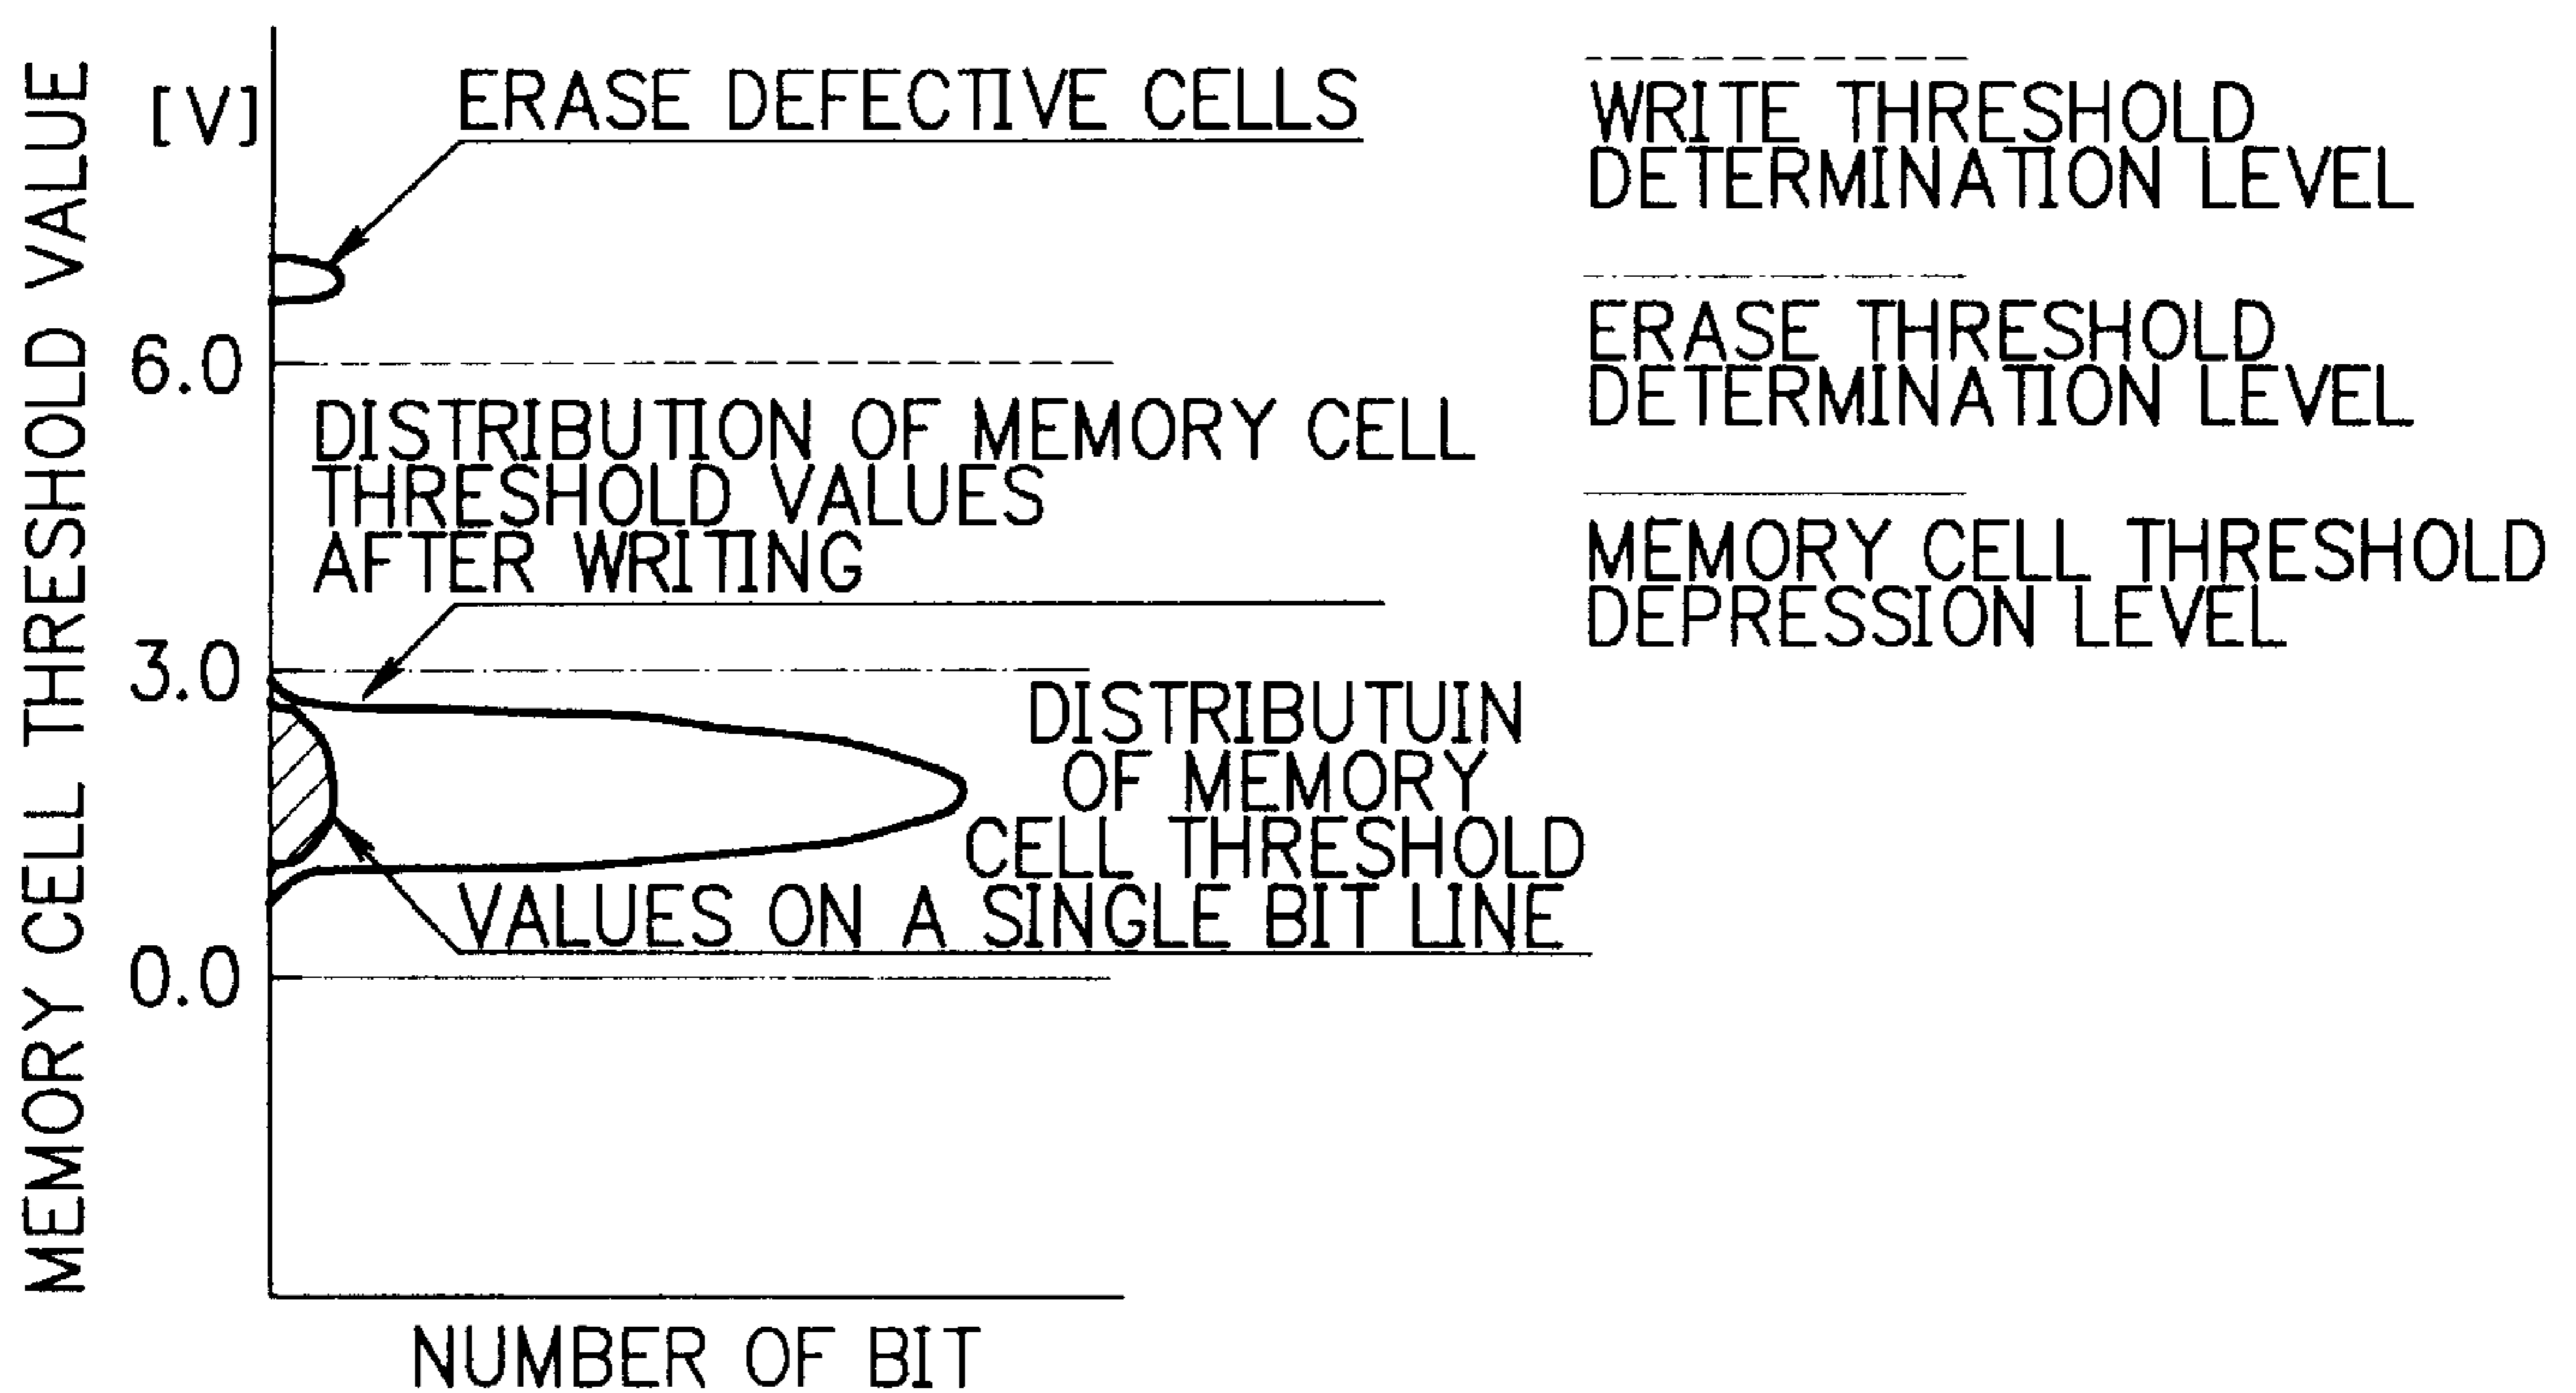 MEMORY CELL THRESHOLD VALUE
[V]
ERASE DEFECTIVE CELLS
6.0
DISTRIBUTION OF MEMORY CELL
THRESHOLD VALUES
AFTER WRITING
3.0
DISTRIBUTUIN
OF MEMORY
CELL THRESHOLD
VALUES ON A SINGLE BIT LINE
0.0
NUMBER OF BIT
WRITE THRESHOLD
DETERMINATION LEVEL
ERASE THRESHOLD
DETERMINATION LEVEL
MEMORY CELL THRESHOLD
DEPRESSION LEVEL